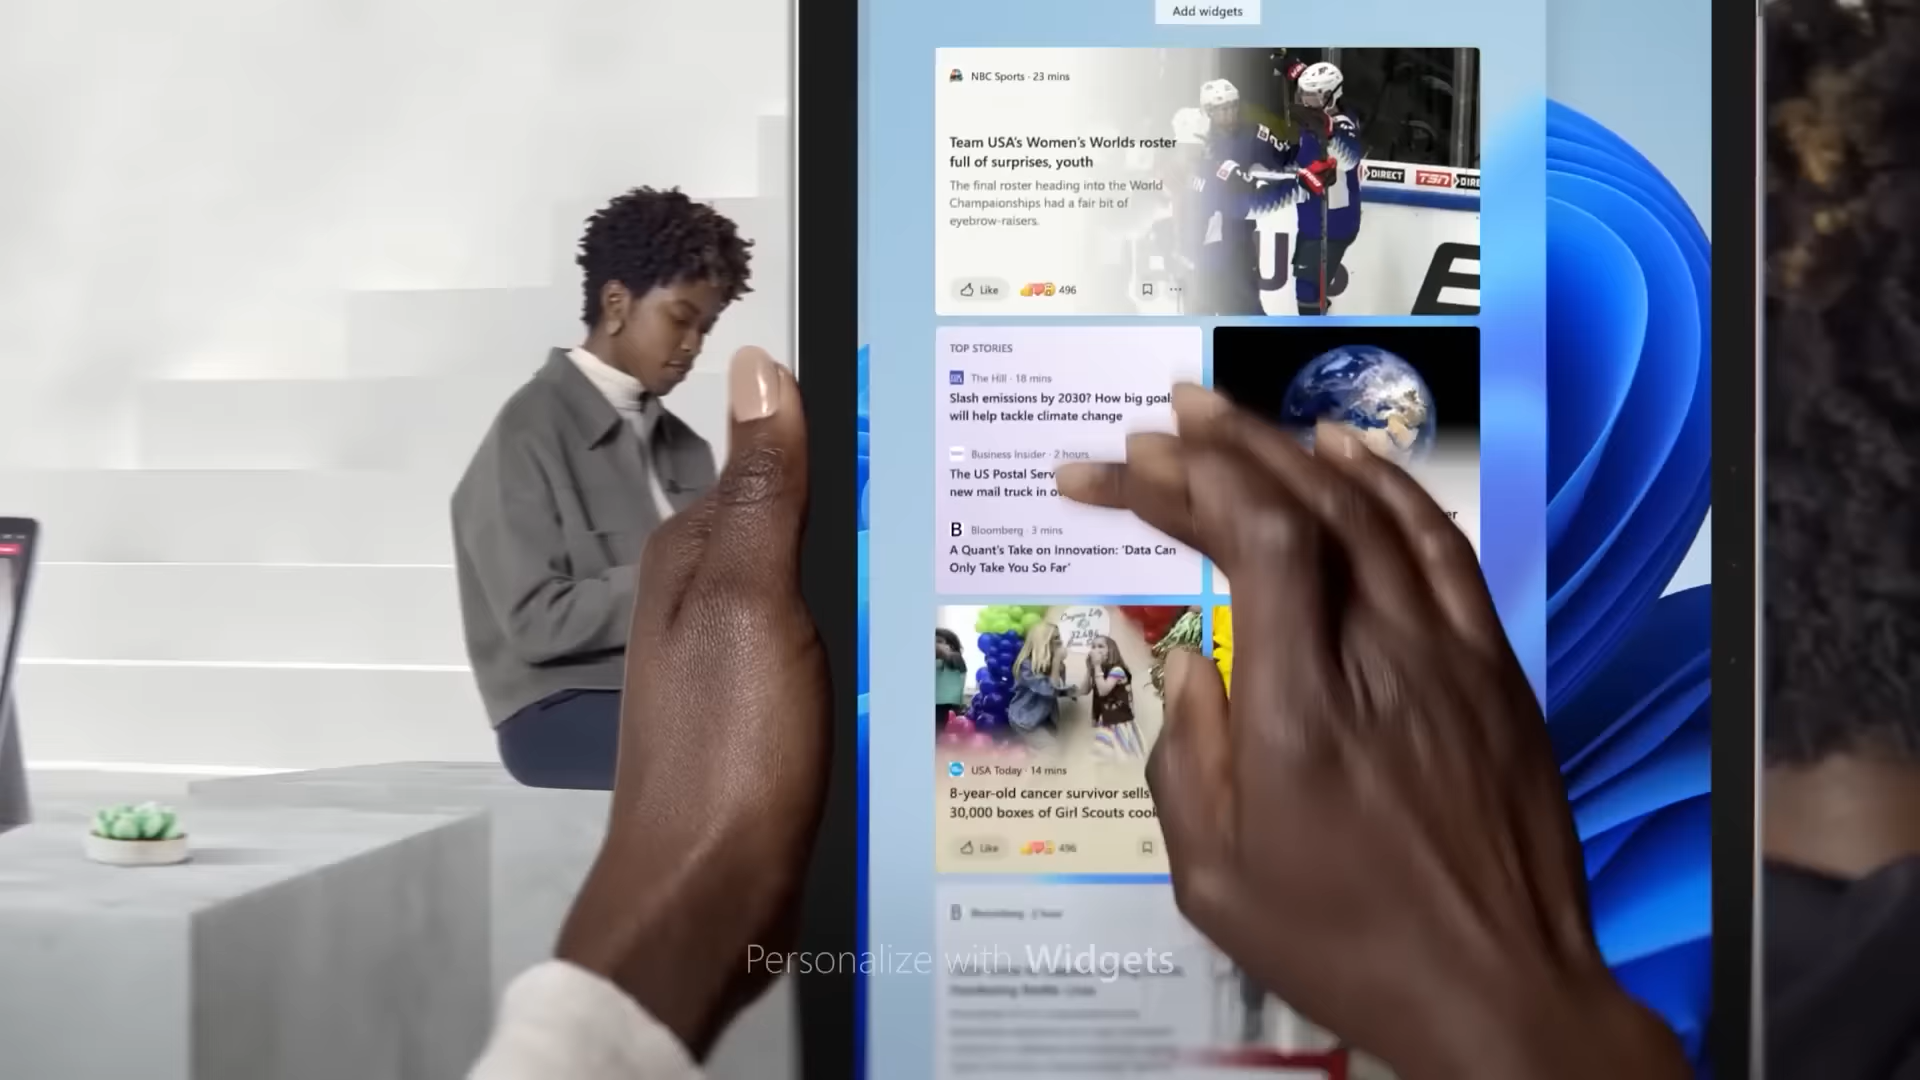 Add widgets
NBC Sports · 23 mins
Team USA's Women's Worlds roster
full of surprises, youth
The final roster heading into the World
Champaionships had a fair bit of
eyebrow-raisers.
DIRECT
TSN
Like
496
TOP STORIES
The Hill · 18 mins
Slash emissions by 2030? How big goal
will help tackle climate change
Business Insider · 2 hours
The US Postal Serv
new mail truck in
B Bloomberg · 3 mins
A Quant's Take on Innovation: 'Data Can
Only Take You So Far'
er
USA Today · 14 mins
8-year-old cancer survivor sells
30,000 boxes of Girl Scouts cook
Like
496
B Bloomberg · 2 hour
Personalize with Widgets